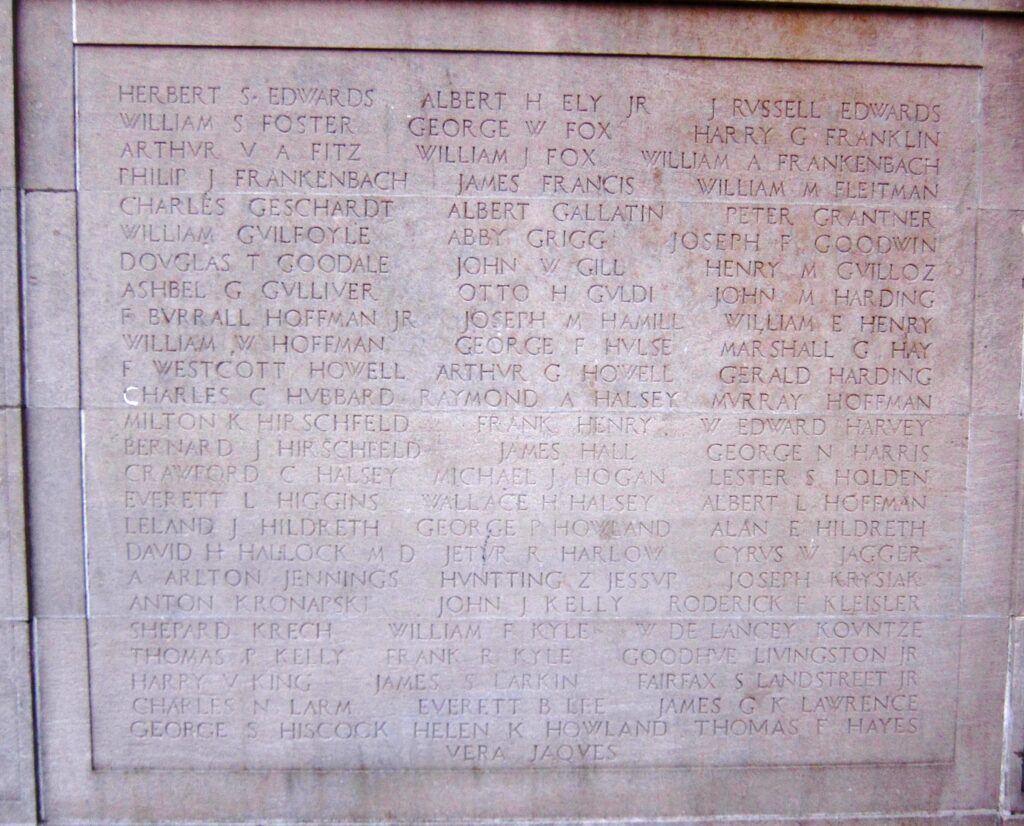 HERBERT S. EDWARDS ALBERT H ELY JR J RVSSELL EDWARDS
WILLIAM S FOSTER GEORGE W FOX HARRY G FRANKLIN
ARTHVR V A FITZ WILLIAM J FOX WILLIAM A FRANKENBACH
PHILIP J FRANKENBACH JAMES FRANCIS WILLIAM M FLEITMAN
CHARLES GESCHARDT ALBERT GALLATIN PETER GRANTNER
WILLIAM GVILFOYLE ABBY GRIGG JOSEPH F GOODWIN
DOVGLAS T GOODALE JOHN W GILL HENRY M GVILLOZ
ASHBEL G GVLLIVER OTTO H GVLDI JOHN M HARDING
F BVRRALL HOFFMAN JR JOSEPH M HAMILL WILLIAM E HENRY
WILLIAM W HOFFMAN GEORGE F HVLSE MARSHALL G HAY
F WESTCOTT HOWELL ARTHVR G HOWELL GERALD HARDING
CHARLES C HVBBARD RAYMOND A HALSEY MVRRAY HOFFMAN
MILTON K HIRSCHFELD FRANK HENRY W EDWARD HARVEY
BERNARD J HIRSCHFELD JAMES HALL GEORGE N HARRIS
CRAWFORD C HALSEY MICHAEL J HOGAN LESTER S HOLDEN
EVERETT L HIGGINS WALLACE H HALSEY ALBERT L HOFFMAN
LELAND J HILDRETH GEORGE P HOWLAND ALAN E HILDRETH
DAVID H HALLOCK M D JETVR R HARLOW CYRVS W JAGGER
A ARLTON JENNINGS HVNTTING Z JESSVP JOSEPH KRYSIAK
ANTON KRONAPSKI JOHN J KELLY RODERICK F KLEISLER
SHEPARD KRECH WILLIAM F KYLE W DE LANCEY KOVNTZE
THOMAS P KELLY FRANK R KYLE GOODHVE LIVINGSTON JR
HARRY V KING JAMES S LARKIN FAIRFAX S LANDSTREET JR
CHARLES N LARM EVERETT B LEE JAMES G K LAWRENCE
GEORGE S HISCOCK HELEN K HOWLAND THOMAS F HAYES
VERA JAQVES